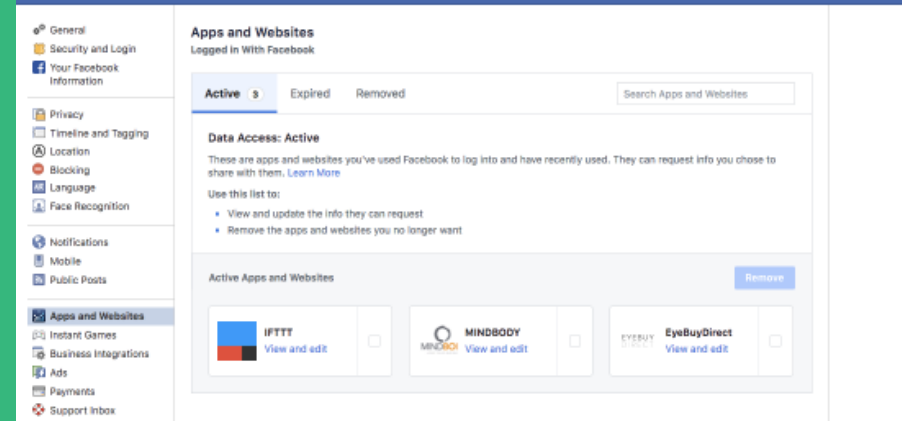 General
Security and Login
Your Facebook
Information
Privacy
Timeline and Tagging
Location
Blocking
Language
Face Recognition
Notifications
Mobile
Public Posts
Apps and Websites
Instant Games
Business Integrations
Ads
Payments
Support Inbox
Apps and Websites
Logged in With Facebook
Active 3 Expired Removed
Search Apps and Websites
Data Access: Active
These are apps and websites you've used Facebook to log into and have recently used. They can request info you chose to
share with them. Learn More
Use this list to:
• View and update the info they can request
• Remove the apps and websites you no longer want
Active Apps and Websites
Remove
IFTTT
View and edit
MINDBODY
View and edit
EYEBUY
DIRECT
EyeBuyDirect
View and edit